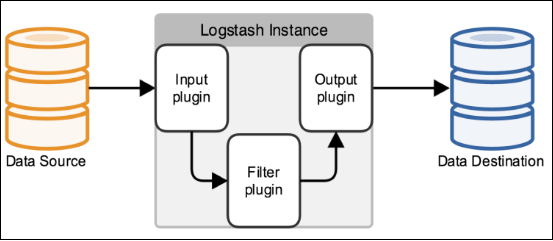 Logstash Instance
Input
plugin
Output
plugin
Filter
plugin
Data Source
Data Destination